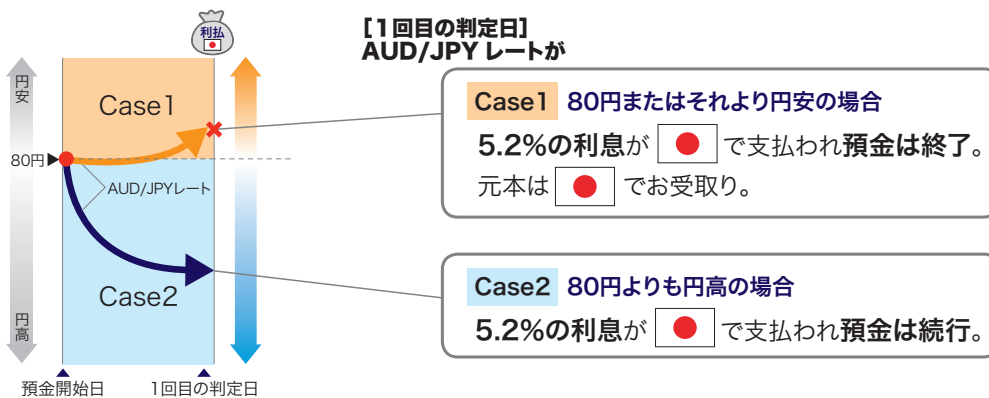 利払
[1回目の判定日]
AUD/JPY レートが
円安
Case1
Case1 80円またはそれより円安の場合
5.2%の利息が で支払われ預金は終了。
元本は でお受取り。
80円
AUD/JPYレート
Case2
Case2 80円よりも円高の場合
5.2%の利息が で支払われ預金は続行。
円高
預金開始日 1回目の判定日